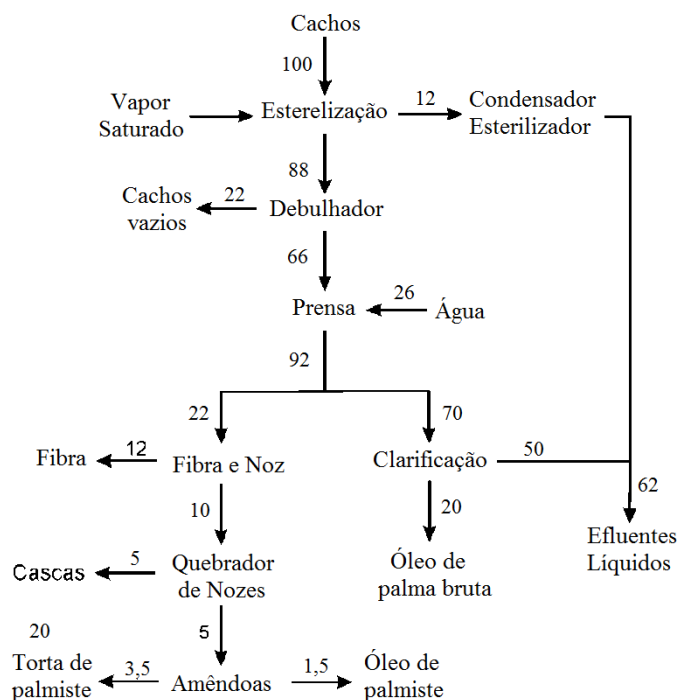 Cachos
100
Vapor
Saturado
Esterelização
12
Condensador
Esterilizador
88
Cachos
vazios
22
Debulhador
66
Prensa
26
Água
92
22
70
Fibra
12
Fibra e Noz
Clarificação
50
10
20
62
Efluentes
Líquidos
Cascas
5
Quebrador
de Nozes
Óleo de
palma bruta
5
20
Torta de
palmiste
3,5
Amêndoas
1,5
Óleo de
palmiste